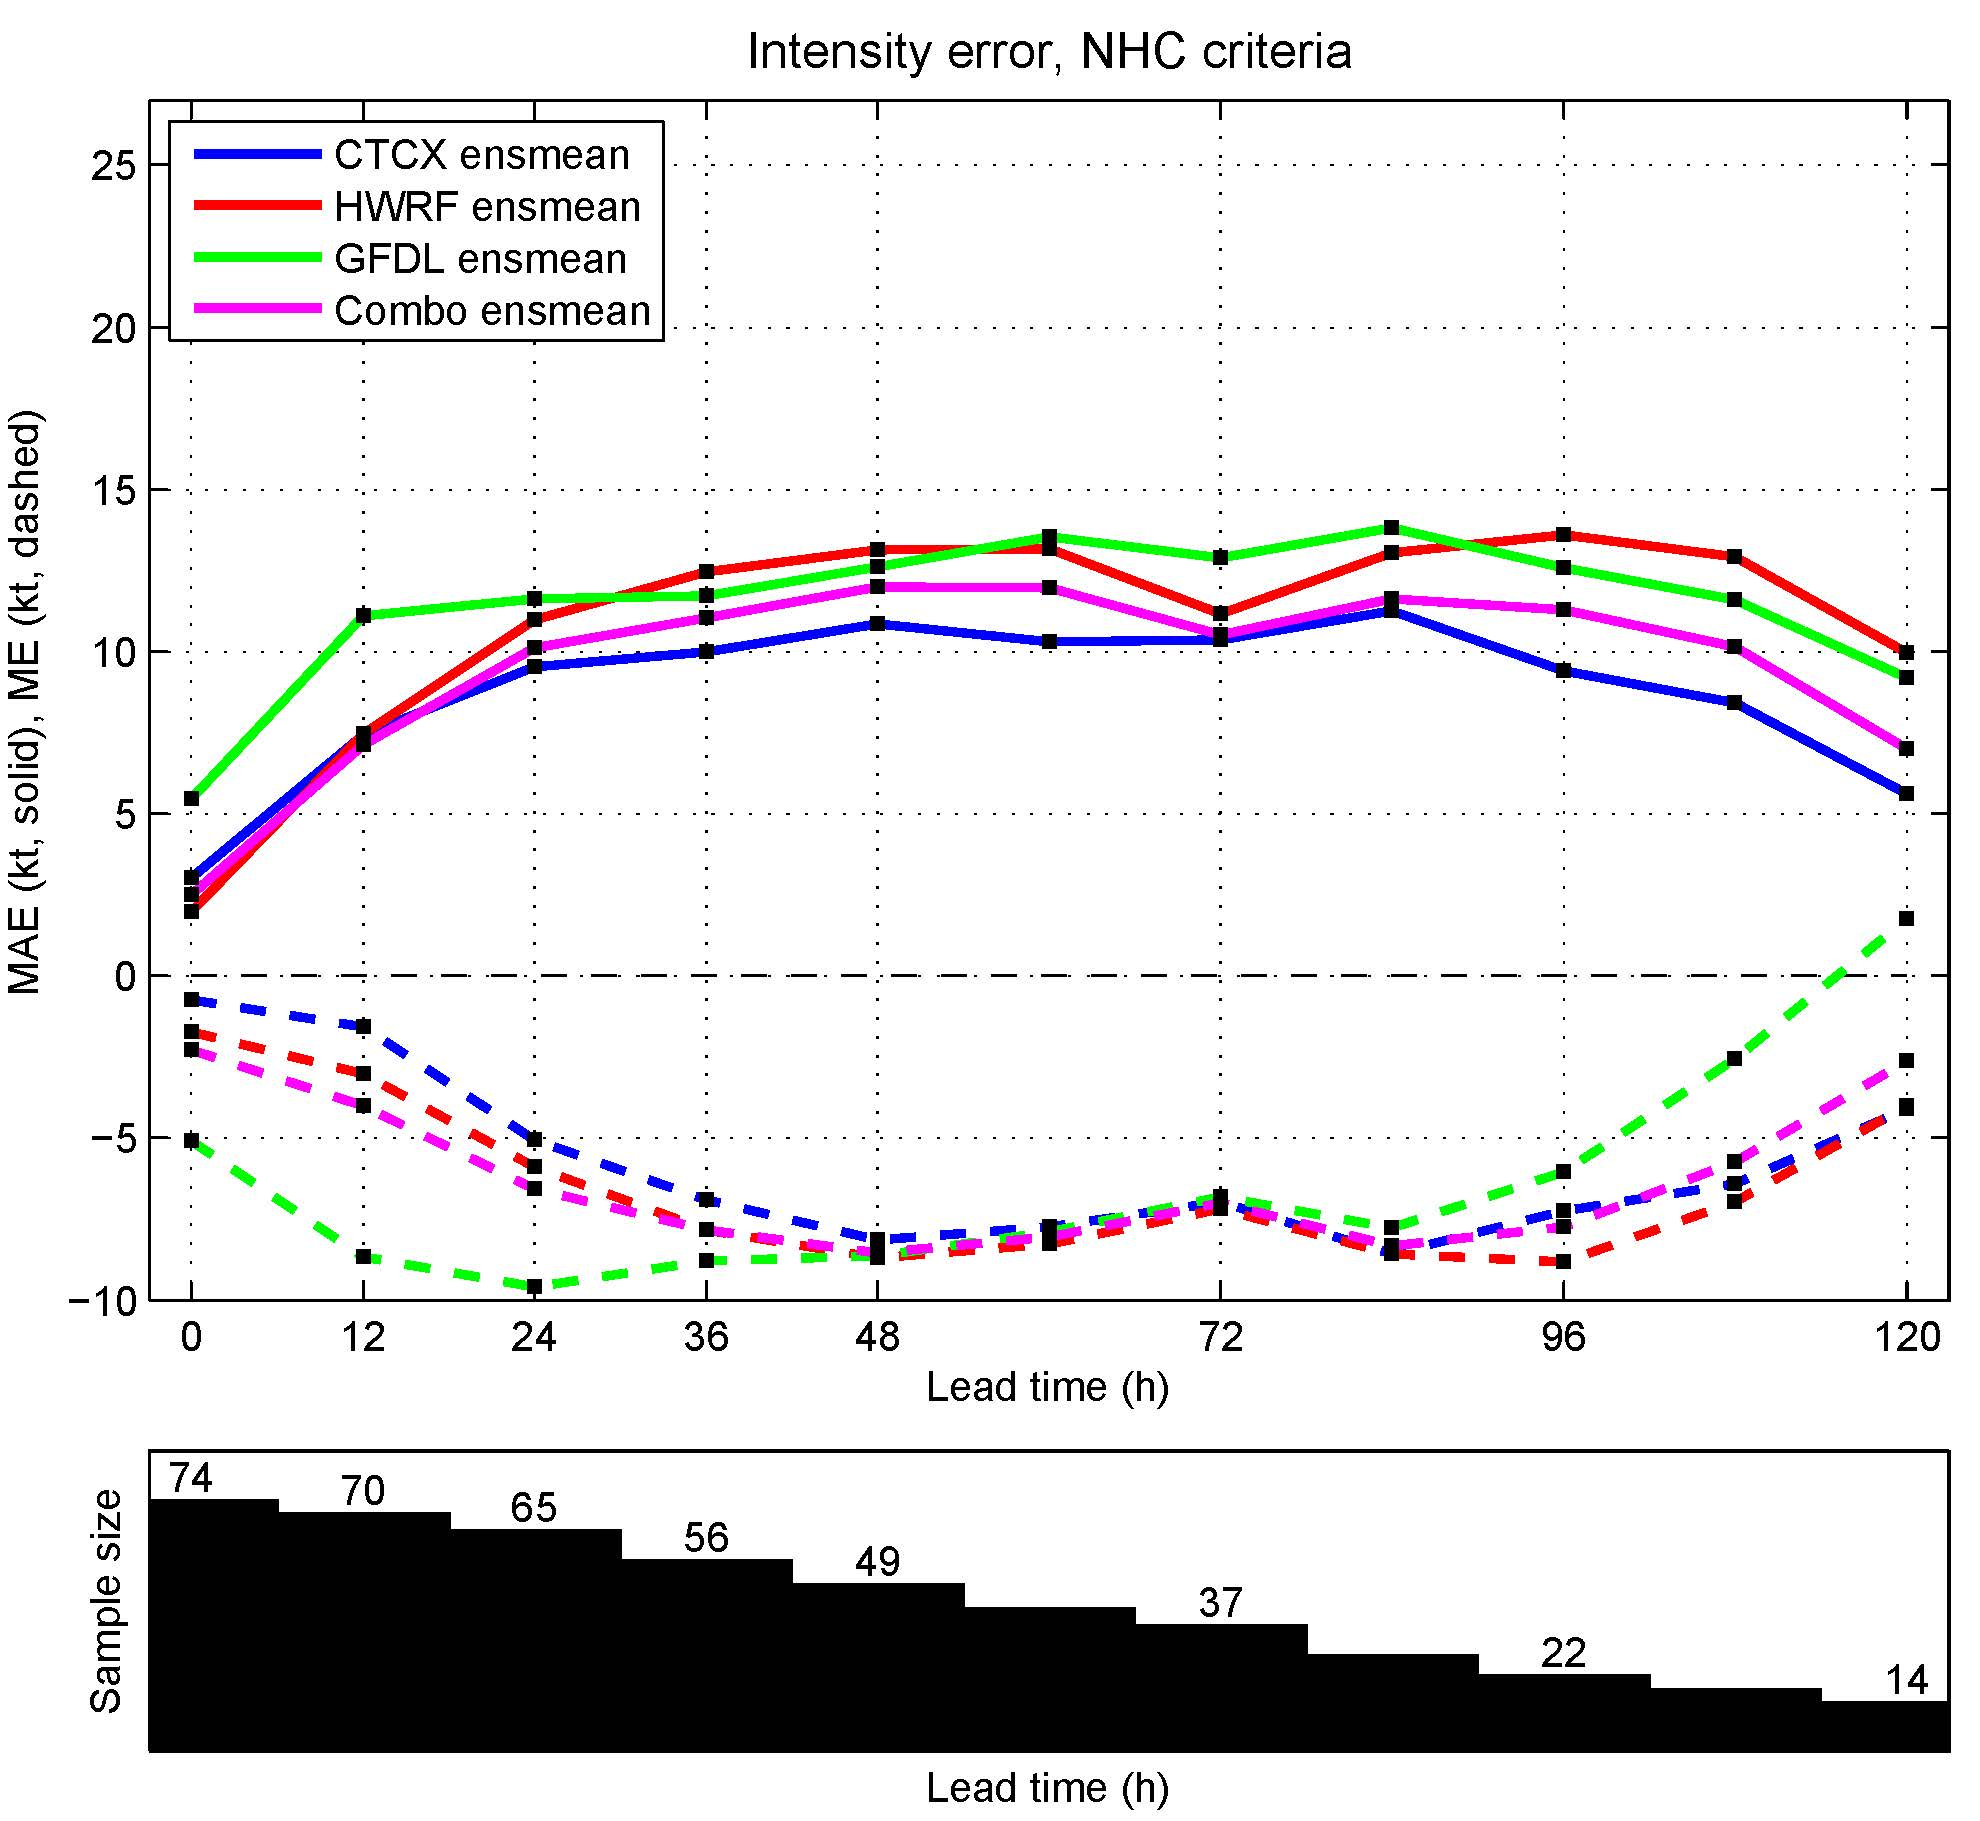 Intensity error, NHC criteria
CTCX ensmean
HWRF ensmean
GFDL ensmean
Combo ensmean
MAE (kt, solid), ME (kt, dashed)
25
20
15
10
5
0
−5
−10
0 12 24 36 48 72 96 120
Lead time (h)
Sample size
74 70 65 56 49 37 22 14
Lead time (h)